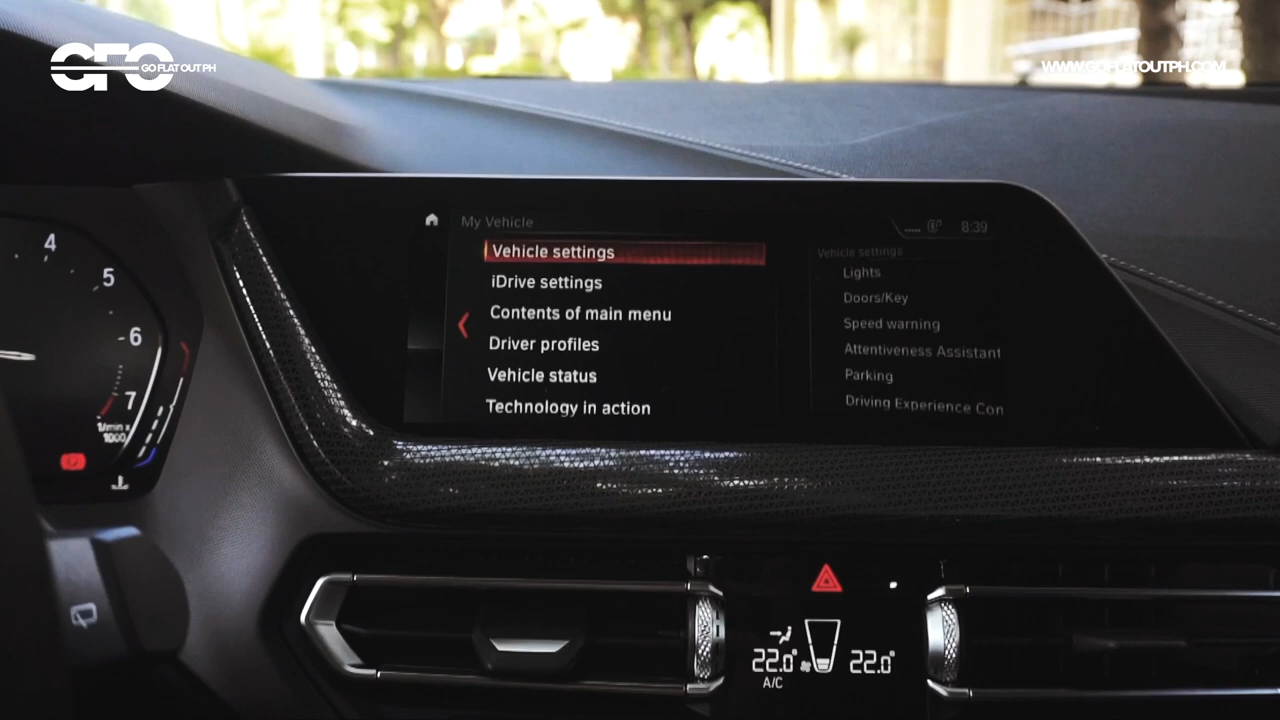 GFO
GO FLAT OUT PH
WWW.GOFLATOUTPH.COM
My Vehicle
8:39
Vehicle settings
iDrive settings
Contents of main menu
Driver profiles
Vehicle status
Technology in action
Vehicle settings
Lights
Doors/Key
Speed warning
Attentiveness Assistant
Parking
Driving Experience Con
4
5
6
7
1/min x
1000
22.0°
22.0°
A/C